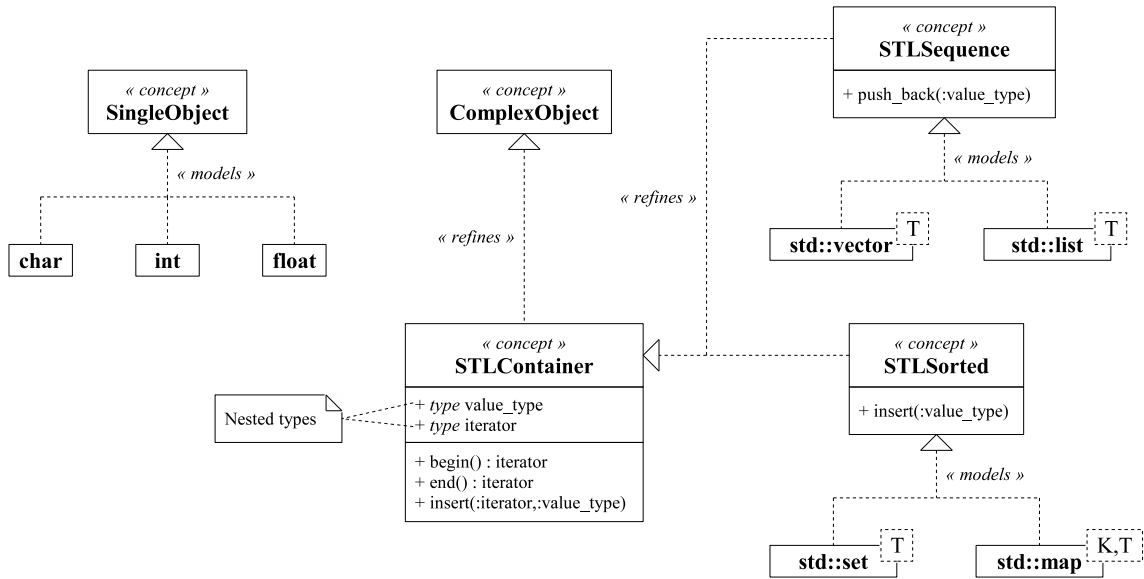 « concept »
STLSequence
+ push_back(:value_type)
« concept »
SingleObject
« concept »
ComplexObject
« models »
« models »
« refines »
« refines »
char
int
float
std::vector
T
std::list
T
« concept »
STLContainer
+ type value_type
+ type iterator
+ begin() : iterator
+ end() : iterator
+ insert(:iterator,:value_type)
Nested types
« concept »
STLSorted
+ insert(:value_type)
« models »
std::set
T
std::map
K,T